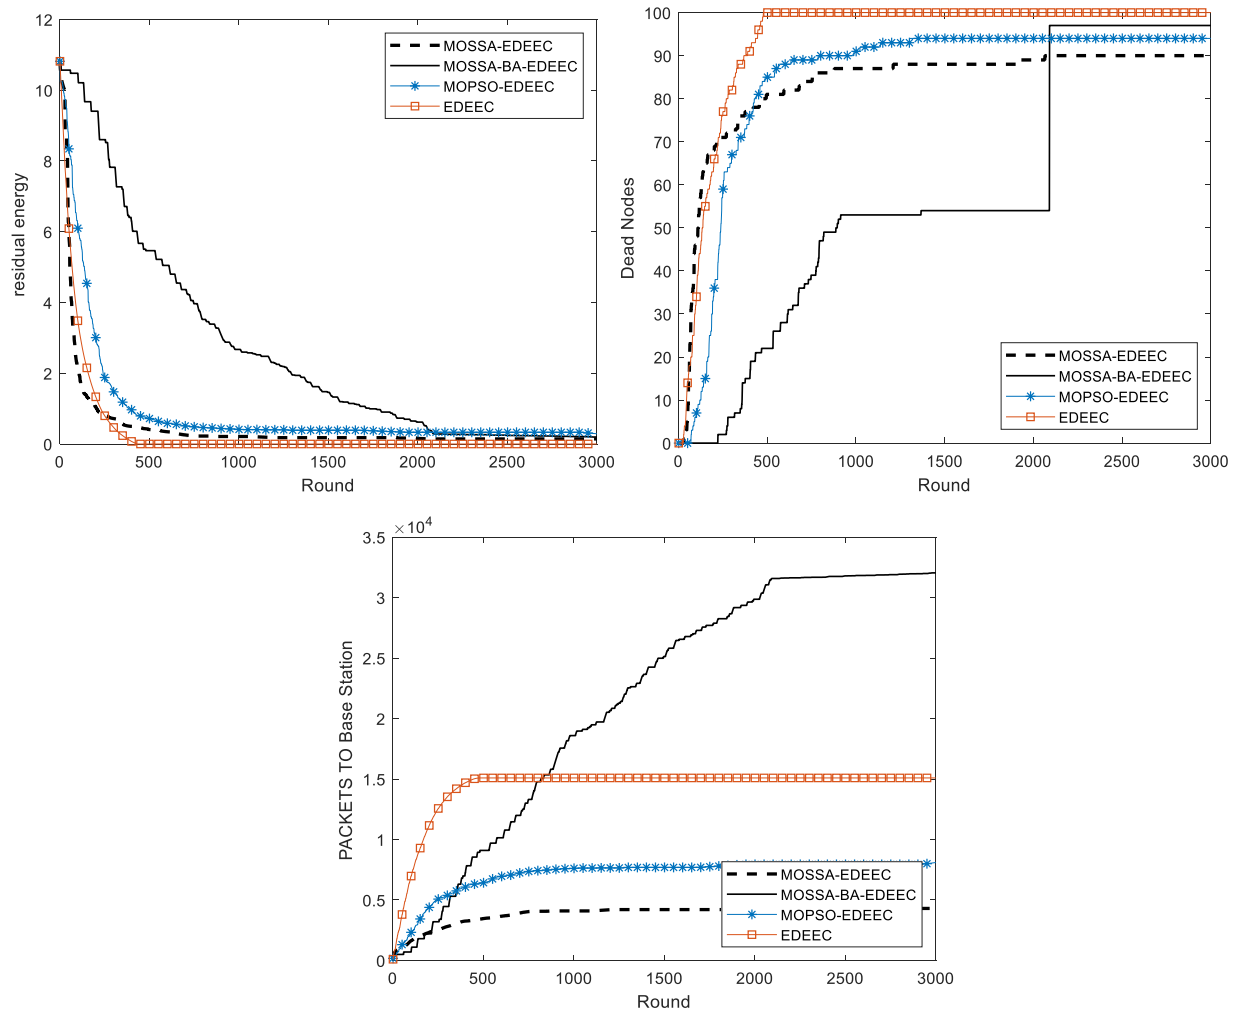 12
10
8
6
4
2
0
residual energy
0 500 1000 1500 2000 2500 3000
Round
MOSSA-EDEEC
MOSSA-BA-EDEEC
MOPSO-EDEEC
EDEEC
100
90
80
70
60
50
40
30
20
10
0
Dead Nodes
0 500 1000 1500 2000 2500 3000
Round
MOSSA-EDEEC
MOSSA-BA-EDEEC
MOPSO-EDEEC
EDEEC
×10⁴
3.5
3
2.5
2
1.5
1
0.5
0
PACKETS TO Base Station
0 500 1000 1500 2000 2500 3000
Round
MOSSA-EDEEC
MOSSA-BA-EDEEC
MOPSO-EDEEC
EDEEC